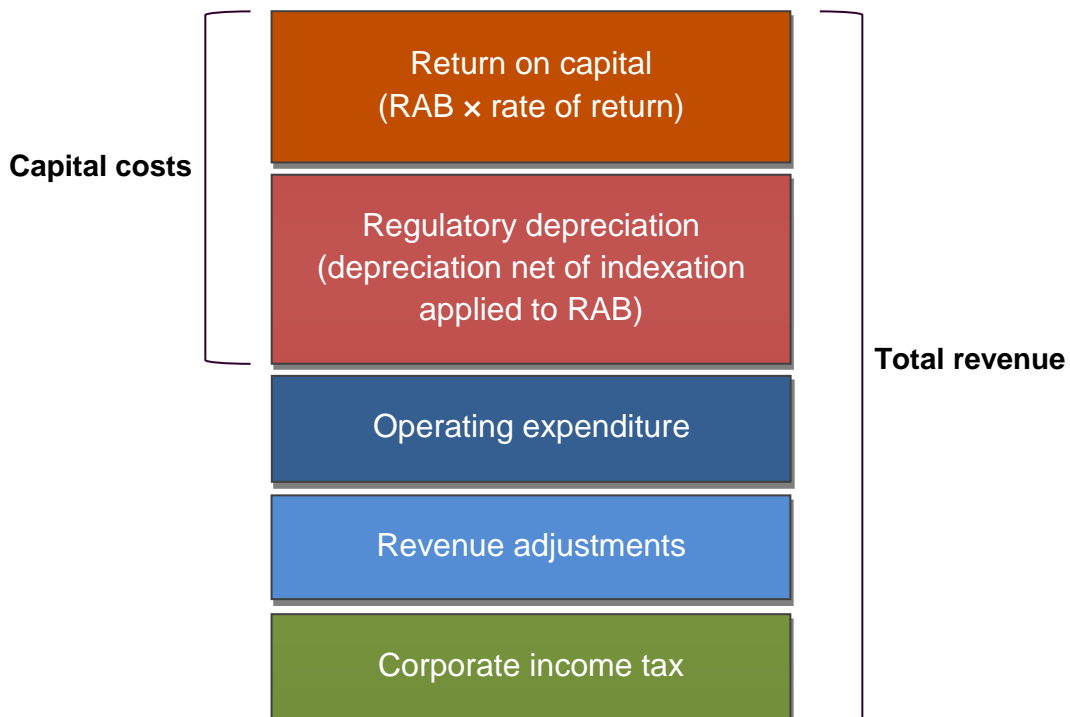 Return on capital
(RAB × rate of return)
Capital costs
Regulatory depreciation
(depreciation net of indexation
applied to RAB)
Total revenue
Operating expenditure
Revenue adjustments
Corporate income tax